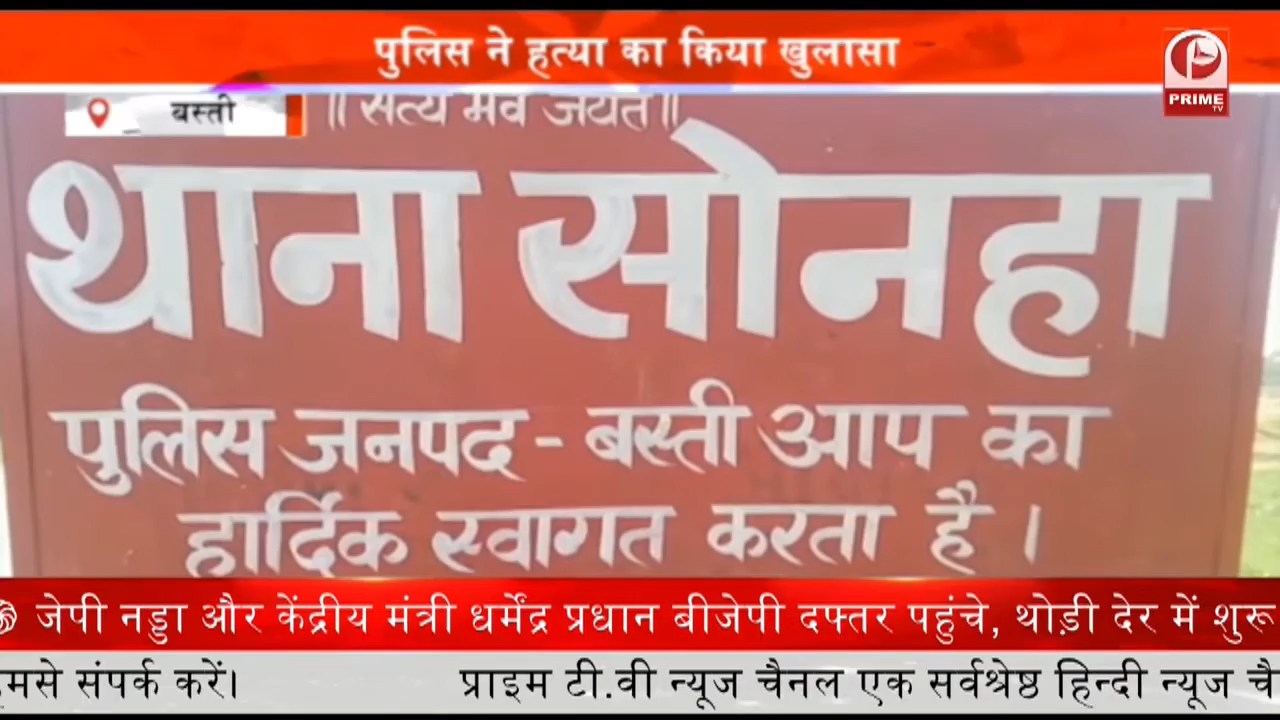 पुलिस ने हत्या का किया खुलासा
PRIME
TV
बस्ती
॥ सत्य मेव जयते॥
थाना सोनहा
पुलिस जनपद - बस्ती आप का
हार्दिक स्वागत करता है ।
जेपी नड्डा और केंद्रीय मंत्री धर्मेंद्र प्रधान बीजेपी दफ्तर पहुंचे, थोड़ी देर में शुरू
संपर्क करें। प्राइम टी.वी न्यूज चैनल एक सर्वश्रेष्ठ हिन्दी न्यूज